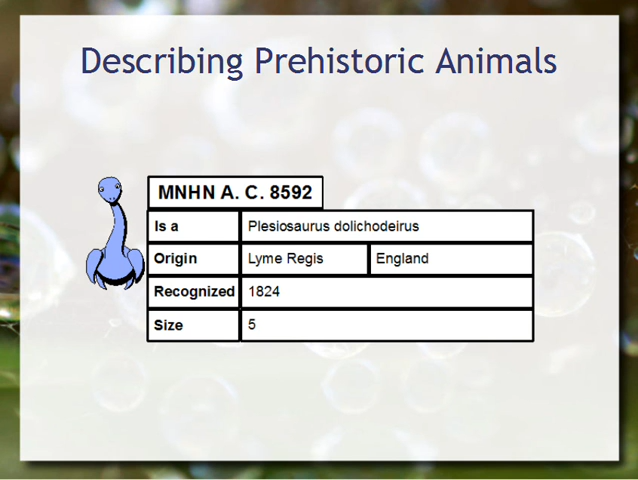 Describing Prehistoric Animals
MNHN A. C. 8592
Is a Plesiosaurus dolichodeirus
Origin Lyme Regis England
Recognized 1824
Size 5